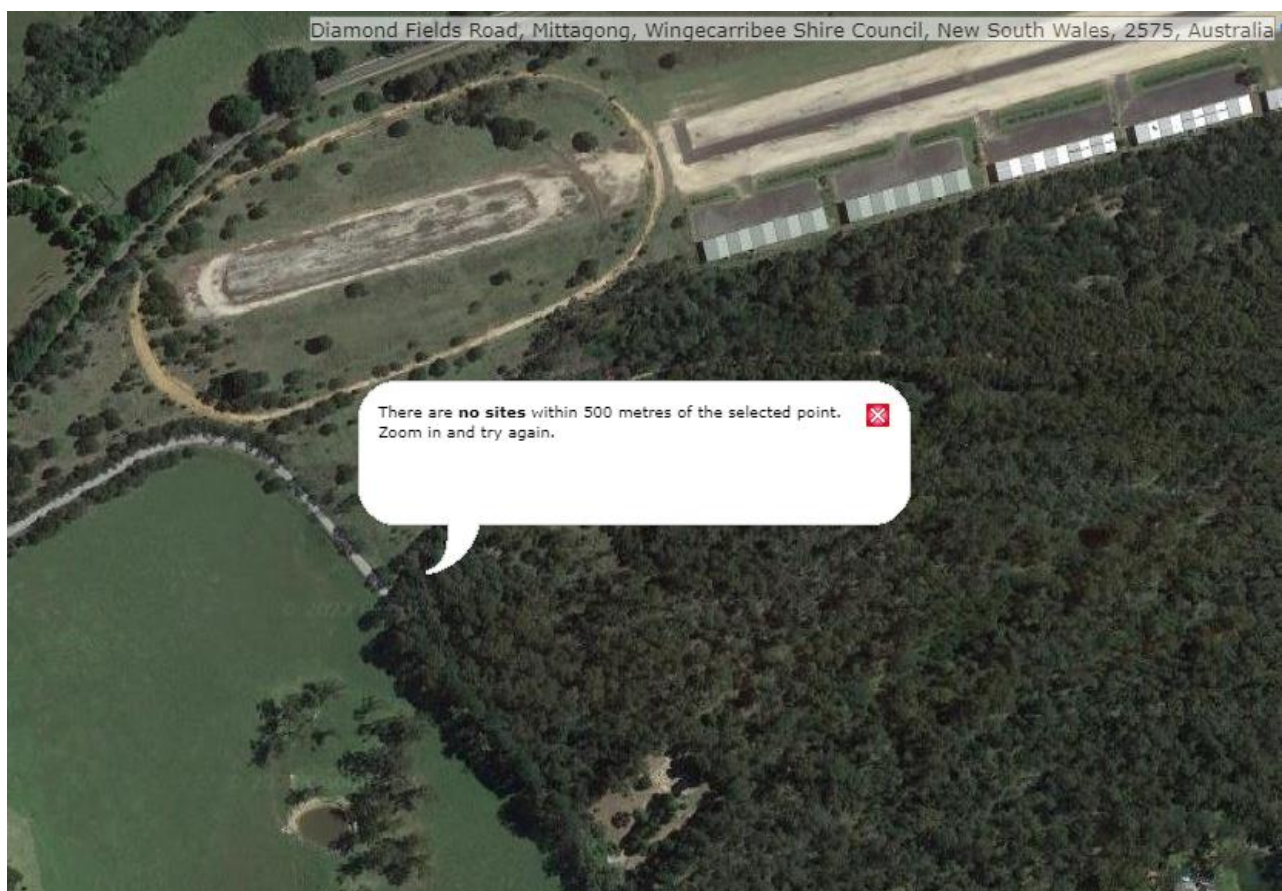 Diamond Fields Road, Mittagong, Wingecarribee Shire Council, New South Wales, 2575, Australia
There are no sites within 500 metres of the selected point.
Zoom in and try again.